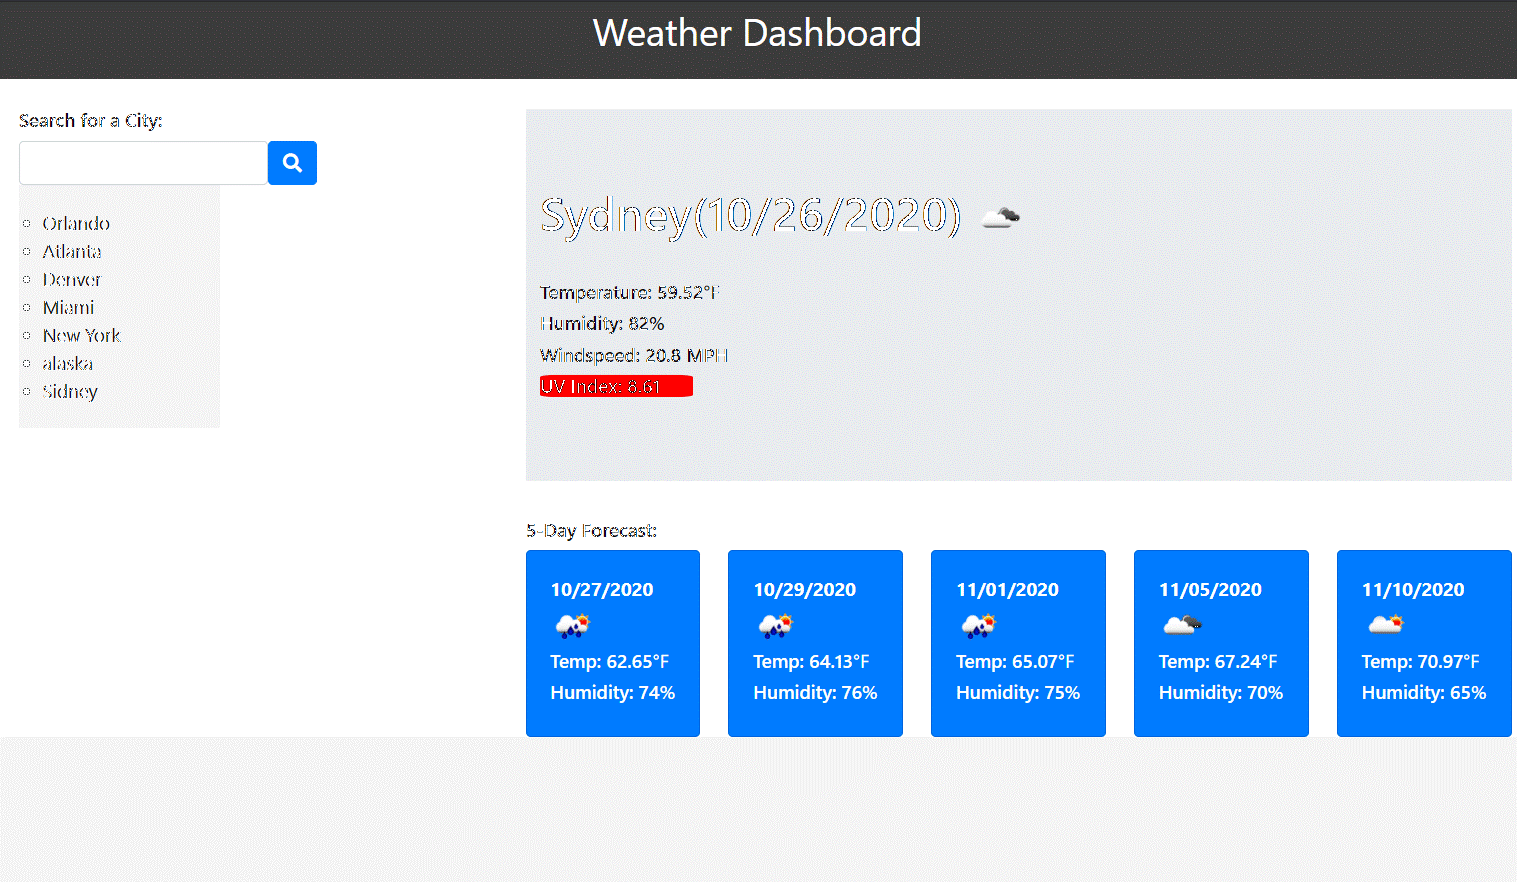 Weather Dashboard
Search for a City:
Orlando
Atlanta
Denver
Miami
New York
alaska
Sidney
Sydney(10/26/2020)
Temperature: 59.52°F
Humidity: 82%
Windspeed: 20.8 MPH
UV Index: 8.61
5-Day Forecast:
10/27/2020
Temp: 62.65°F
Humidity: 74%
10/29/2020
Temp: 64.13°F
Humidity: 76%
11/01/2020
Temp: 65.07°F
Humidity: 75%
11/05/2020
Temp: 67.24°F
Humidity: 70%
11/10/2020
Temp: 70.97°F
Humidity: 65%